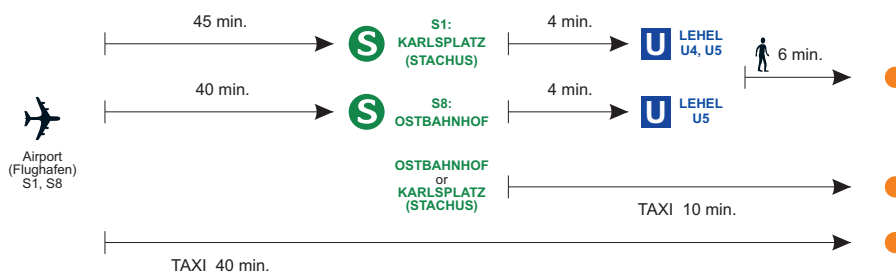 45 min.
S
S1:
KARLSPLATZ
(STACHUS)
4 min.
U
LEHEL
U4, U5
6 min.
40 min.
S
S8:
OSTBAHNHOF
4 min.
U
LEHEL
U5
Airport
(Flughafen)
S1, S8
OSTBAHNHOF
or
KARLSPLATZ
(STACHUS)
TAXI 10 min.
TAXI 40 min.